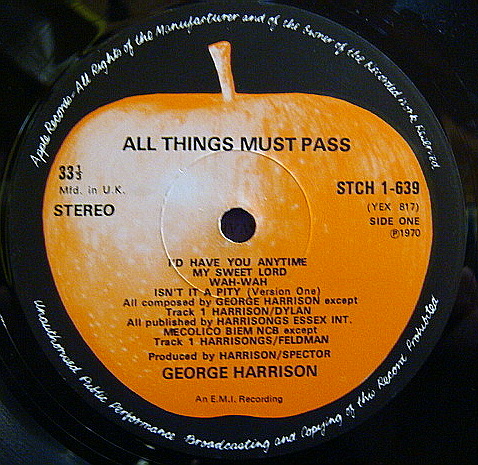 Apple Records · All Rights of the Manufacturer and of the Owner of the Recorded Work Reserved
ALL THINGS MUST PASS
33⅓
Mfd. in U.K.
STEREO
STCH 1-639
(YEX 817)
SIDE ONE
Ⓟ1970
I'D HAVE YOU ANYTIME
MY SWEET LORD
WAH-WAH
ISN'T IT A PITY (Version One)
All composed by GEORGE HARRISON except
Track 1 HARRISON/DYLAN
All published by HARRISONGS ESSEX INT.
MECOLICO BIEM NCB except
Track 1 HARRISONGS/FELDMAN
Produced by HARRISON/SPECTOR
GEORGE HARRISON
An E.M.I. Recording
Unauthorised Public Performance Broadcasting and Copying of this Record Prohibited